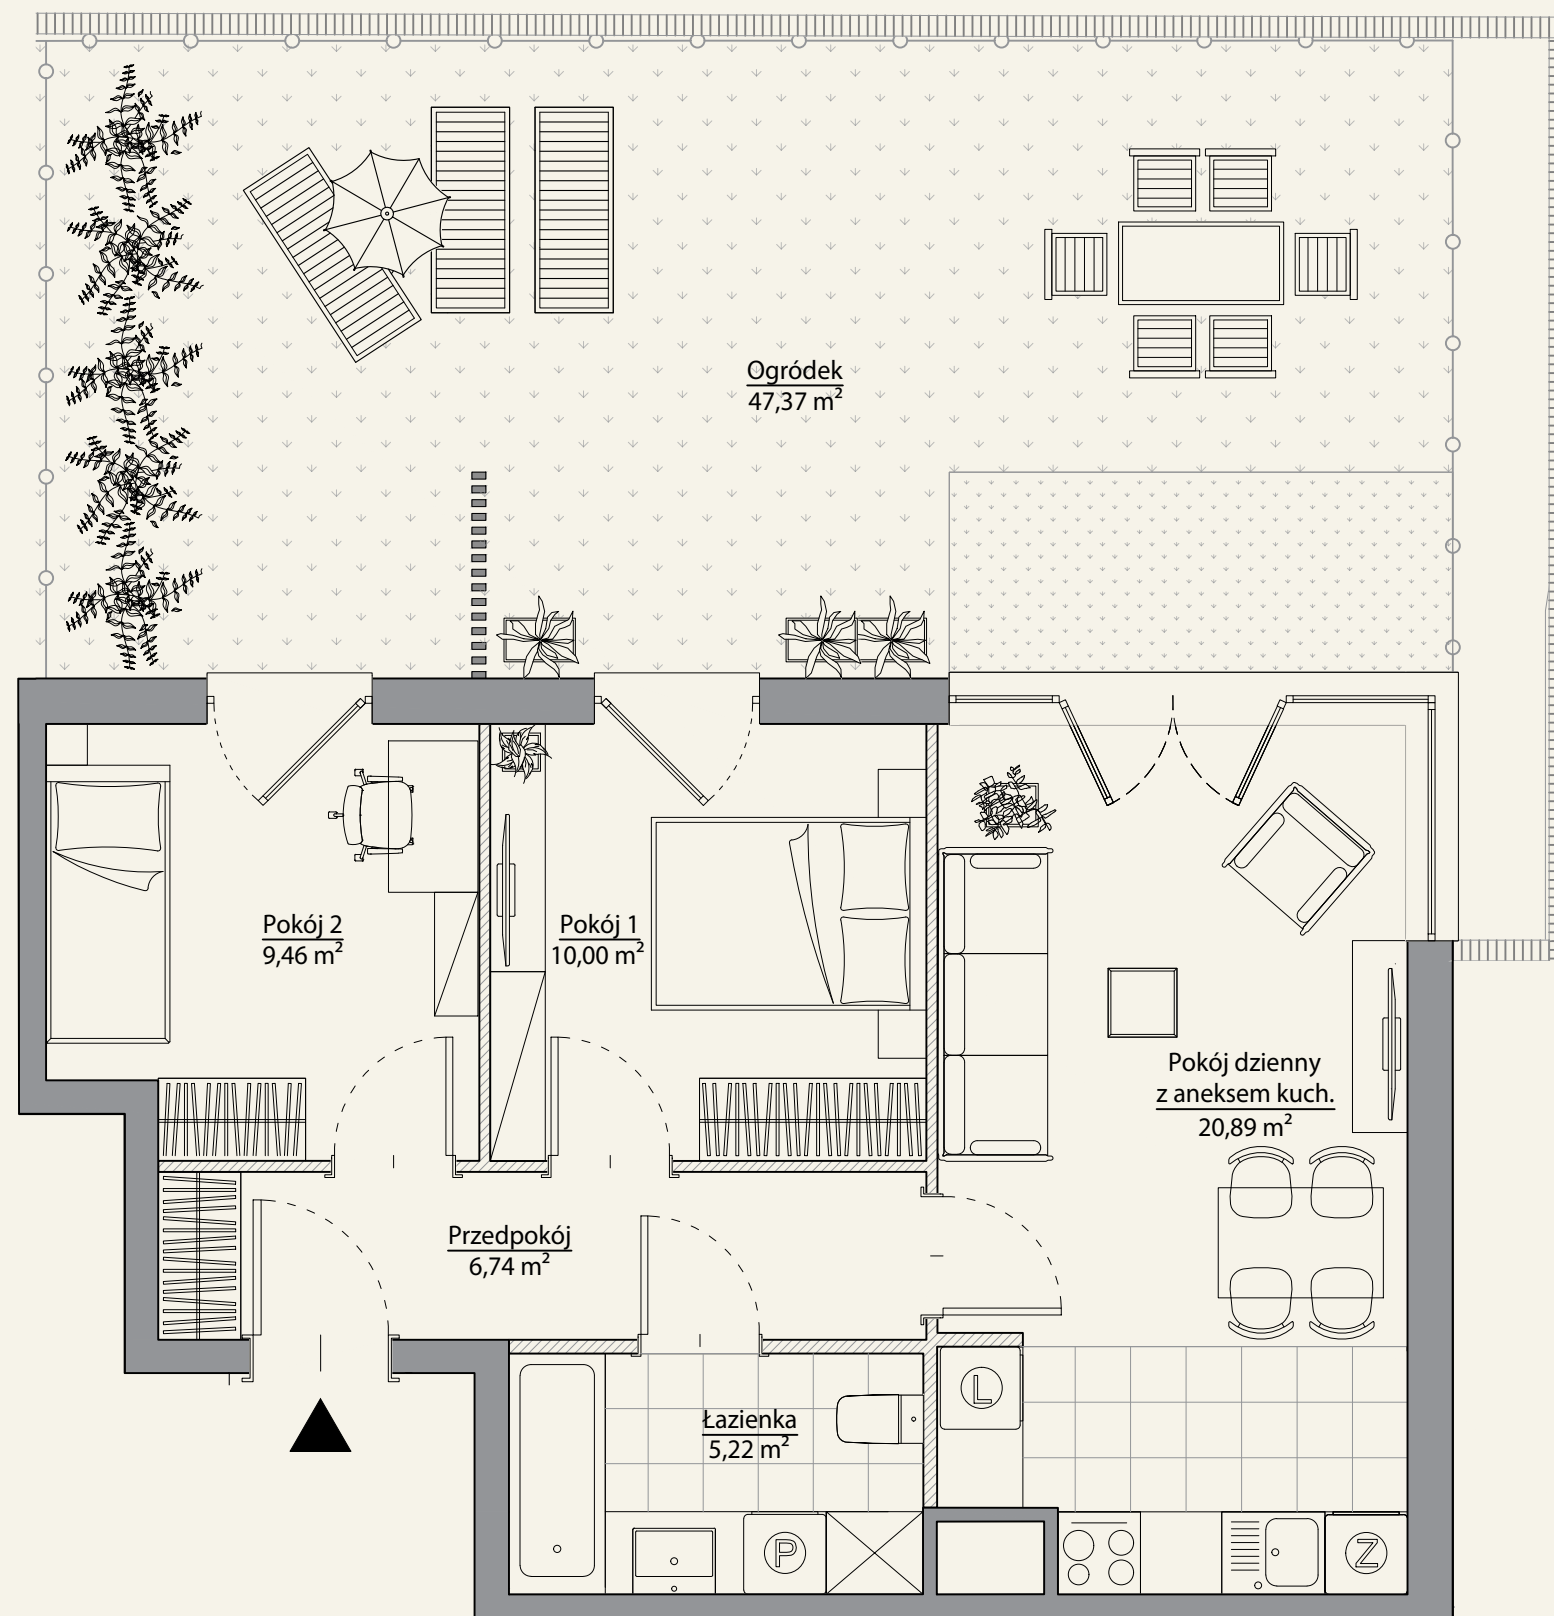 Ogródek
47,37 m²
Pokój 2
9,46 m²
Pokój 1
10,00 m²
Pokój dzienny
z aneksem kuch.
20,89 m²
Przedpokój
6,74 m²
Łazienka
5,22 m²
L
P
Z